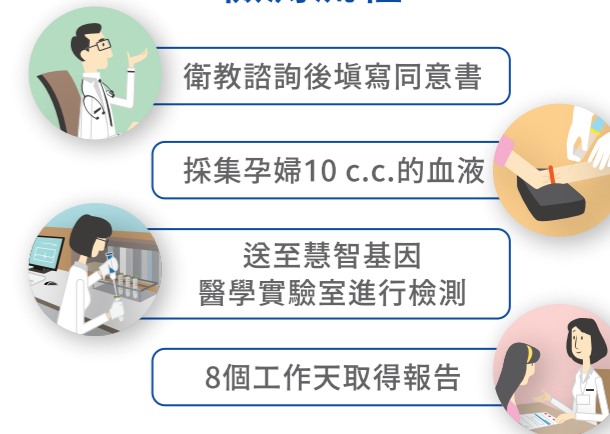 衛教諮詢後填寫同意書
採集孕婦10 c.c.的血液
送至慧智基因
醫學實驗室進行檢測
8個工作天取得報告